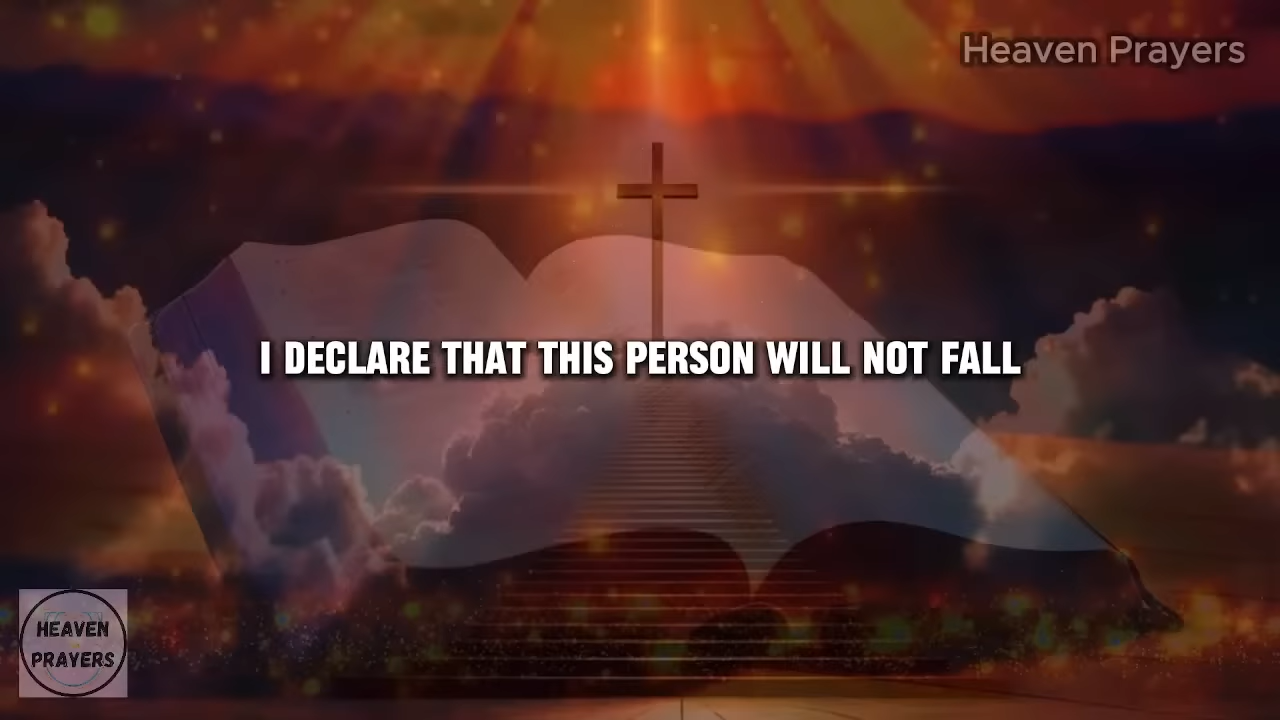 Heaven Prayers
I DECLARE THAT THIS PERSON WILL NOT FALL
HEAVEN
PRAYERS